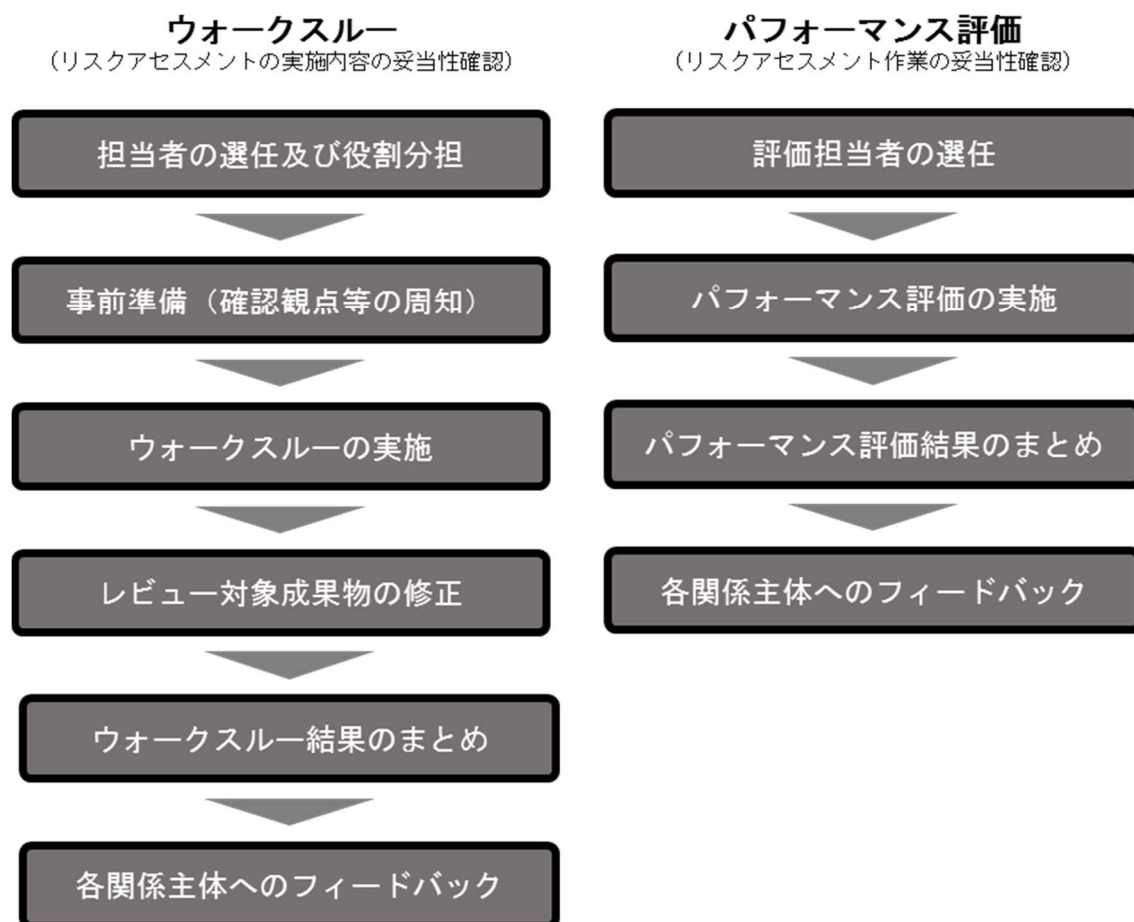 ウォークスルー
（リスクアセスメントの実施内容の妥当性確認）
担当者の選任及び役割分担
事前準備（確認観点等の周知）
ウォークスルーの実施
レビュー対象成果物の修正
ウォークスルー結果のまとめ
各関係主体へのフィードバック
パフォーマンス評価
（リスクアセスメント作業の妥当性確認）
評価担当者の選任
パフォーマンス評価の実施
パフォーマンス評価結果のまとめ
各関係主体へのフィードバック